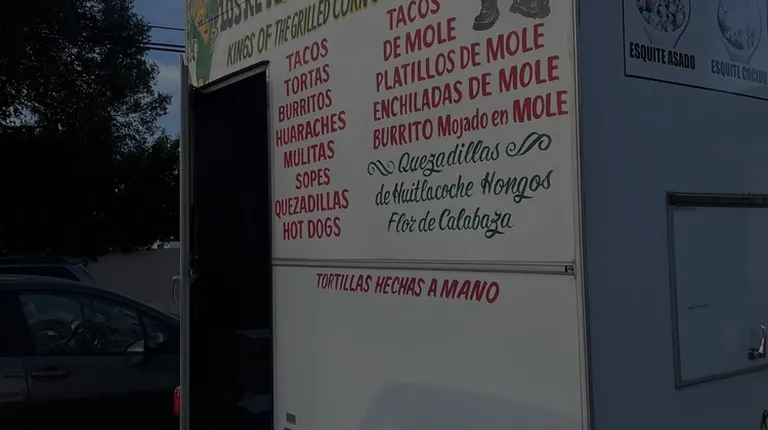 LOS
KINGS OF THE GRILLED CORN
TACOS
TORTAS
BURRITOS
HUARACHES
MULITAS
SOPES
QUEZADILLAS
HOT DOGS
TACOS
DE MOLE
PLATILLOS DE MOLE
ENCHILADAS DE MOLE
BURRITO Mojado en MOLE
Quezadillas
de Huitlacoche Hongos
Flor de Calabaza
TORTILLAS HECHAS A MANO
ESQUITE ASADO
ESQUITE COCIDO